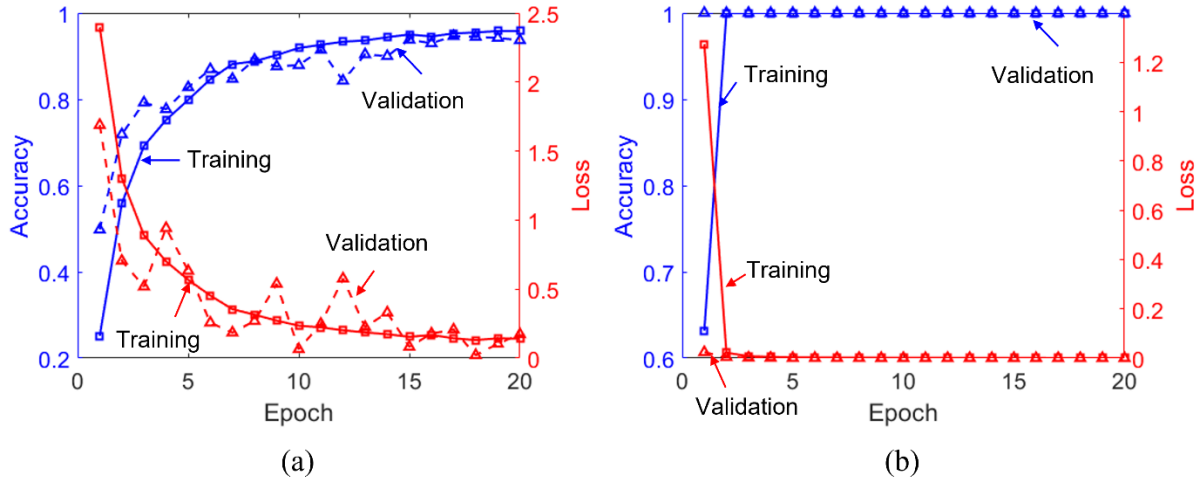 1
0.8
0.6
0.4
0.2
Accuracy
2.5
2
1.5
1
0.5
0
Loss
Validation
Training
Validation
Training
0 5 10 15 20
Epoch
(a)
1
0.9
0.8
0.7
0.6
Accuracy
1.2
1
0.8
0.6
0.4
0.2
0
Loss
Training
Validation
Training
Validation
0 5 10 15 20
Epoch
(b)